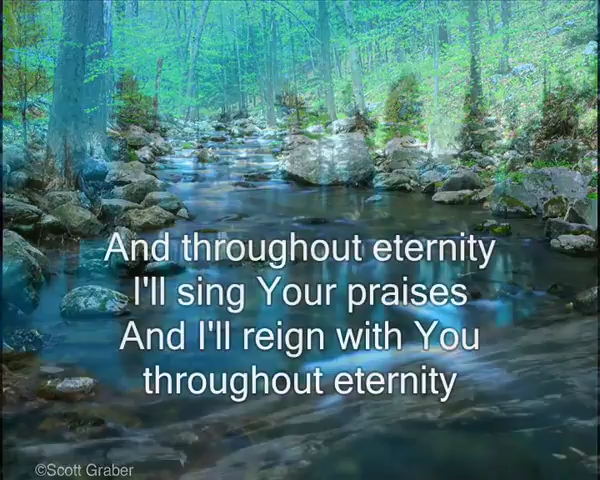 And throughout eternity
I'll sing Your praises
And I'll reign with You
throughout eternity
©Scott Graber